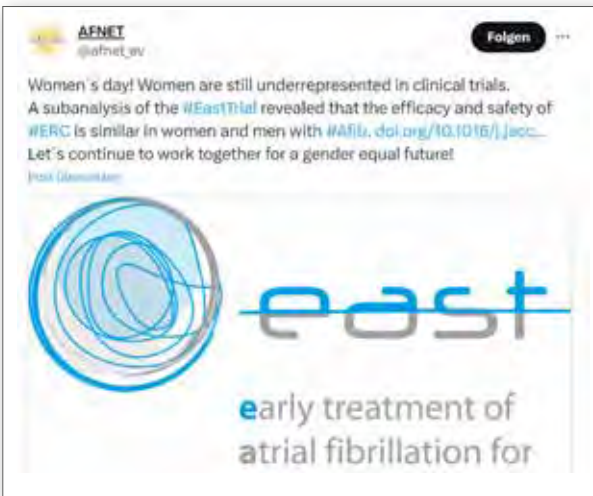 AFNET
@afnet_ev
Folgen
Women´s day! Women are still underrepresented in clinical trials.
A subanalysis of the #EastTrial revealed that the efficacy and safety of
#ERC is similar in women and men with #Afib. doi.org/10.1016/j.jacc...
Let´s continue to work together for a gender equal future!
Post übersetzen
east
early treatment of
atrial fibrillation for